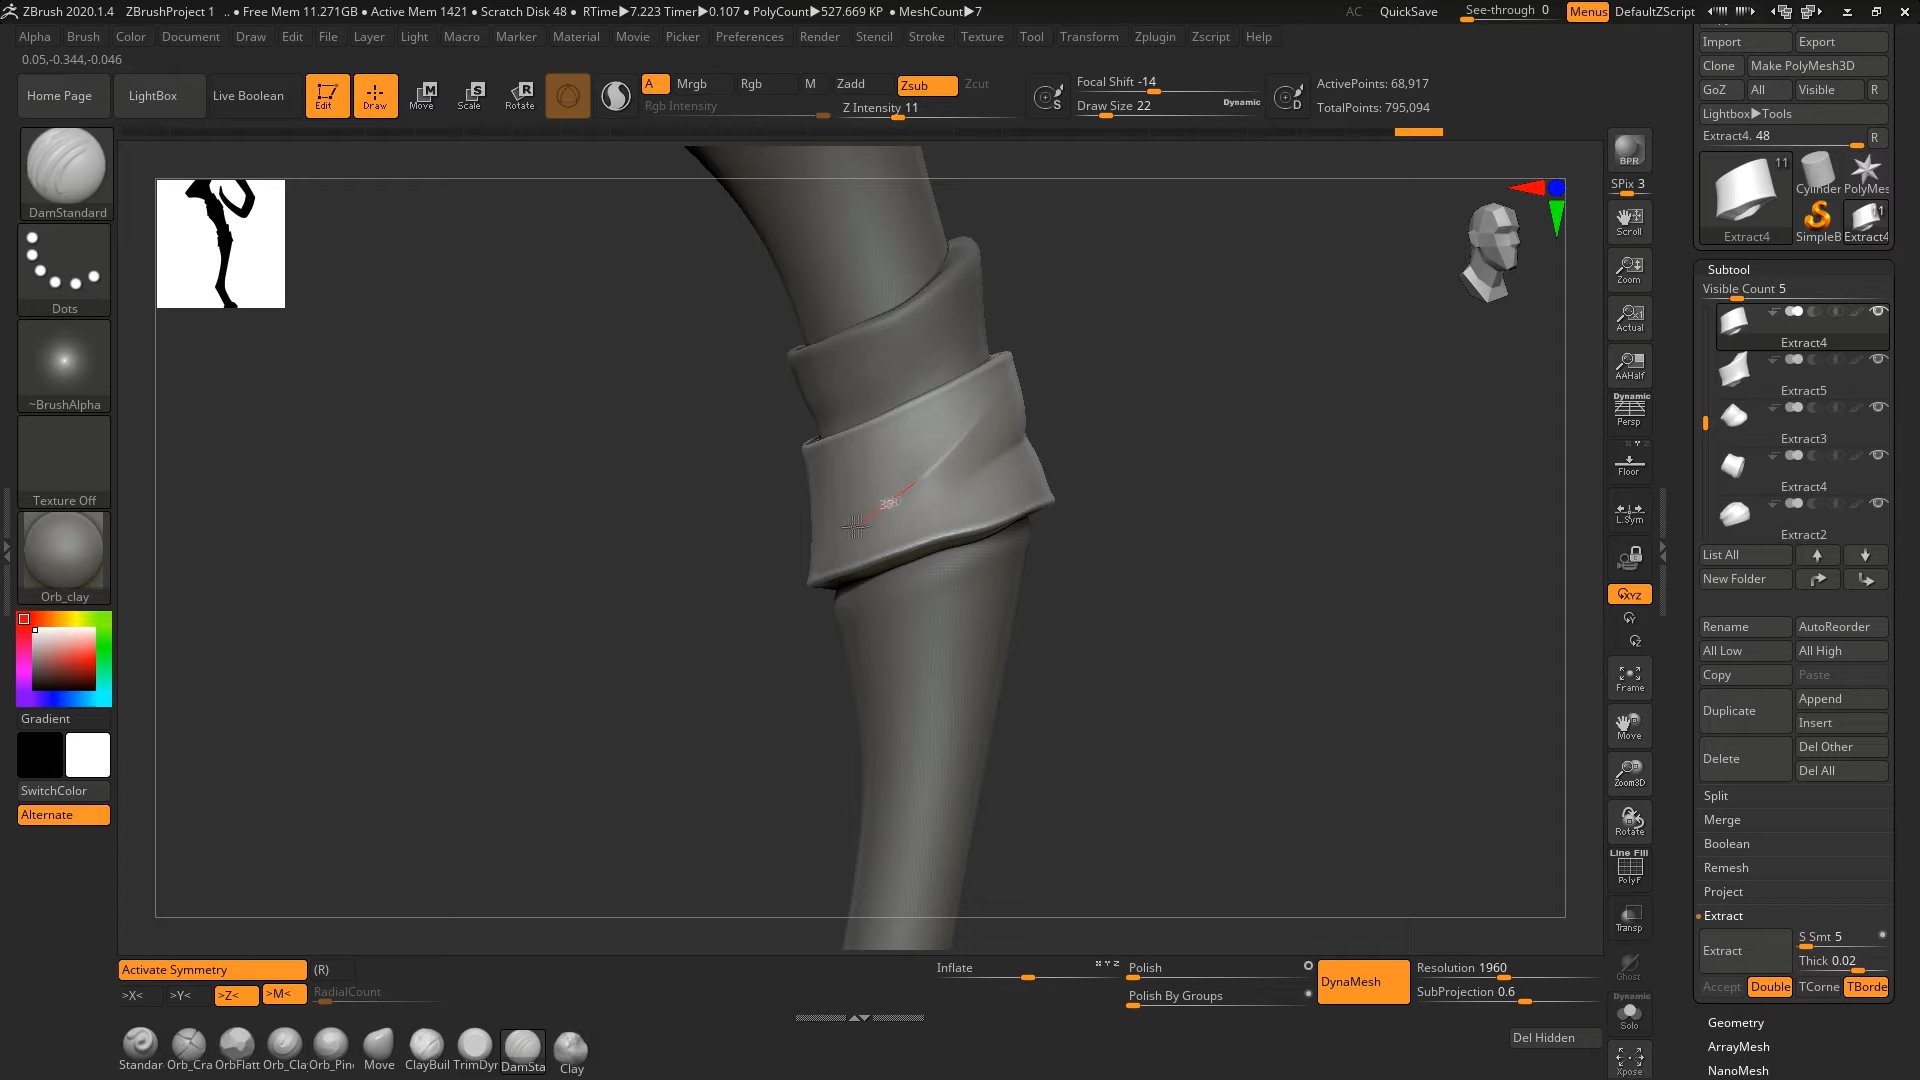 ZBrush 2020.1.4 ZBrushProject 1 .. • Free Mem 11.271GB • Active Mem 1421 • Scratch Disk 48 • RTime▶7.223 Timer▶0.107 • PolyCount▶527.669 KP • MeshCount▶7 AC QuickSave See-through 0 Menus DefaultZScript
Alpha Brush Color Document Draw Edit File Layer Light Macro Marker Material Movie Picker Preferences Render Stencil Stroke Texture Tool Transform Zplugin Zscript Help
0.05,-0.344,-0.046
Home Page LightBox Live Boolean Edit Draw Move Scale Rotate
A Mrgb Rgb M Zadd Zsub Zcut
Rgb Intensity Z Intensity 11
Focal Shift -14
Draw Size 22 Dynamic
ActivePoints: 68,917
TotalPoints: 795,094
DamStandard
Dots
~BrushAlpha
Texture Off
Orb_clay
Gradient
SwitchColor
Alternate
BPR
SPix 3
Scroll
Zoom
Actual
AAHalf
Dynamic
Persp
Floor
L.Sym
XYZ
Frame
Move
Zoom3D
Rotate
Line Fill
PolyF
Transp
Ghost
Dynamic
Solo
Xpose
Import Export
Clone Make PolyMesh3D
GoZ All Visible R
Lightbox▶Tools
Extract4. 48 R
11
Cylinder PolyMes
Extract4 SimpleB Extract4
Subtool
Visible Count 5
Extract4
Extract5
Extract3
Extract4
Extract2
List All
New Folder
Rename AutoReorder
All Low All High
Copy Paste
Duplicate Append
Insert
Delete Del Other
Del All
Split
Merge
Boolean
Remesh
Project
Extract
Extract S Smt 5
Thick 0.02
Accept Double TCorne TBorde
Geometry
ArrayMesh
NanoMesh
Activate Symmetry (R)
>X< >Y< >Z< >M< RadialCount
Inflate Polish
Polish By Groups
DynaMesh Resolution 1960
SubProjection 0.6
Del Hidden
Standar Orb_Cra OrbFlatt Orb_Cla Orb_Pin Move ClayBuil TrimDyr DamSta Clay